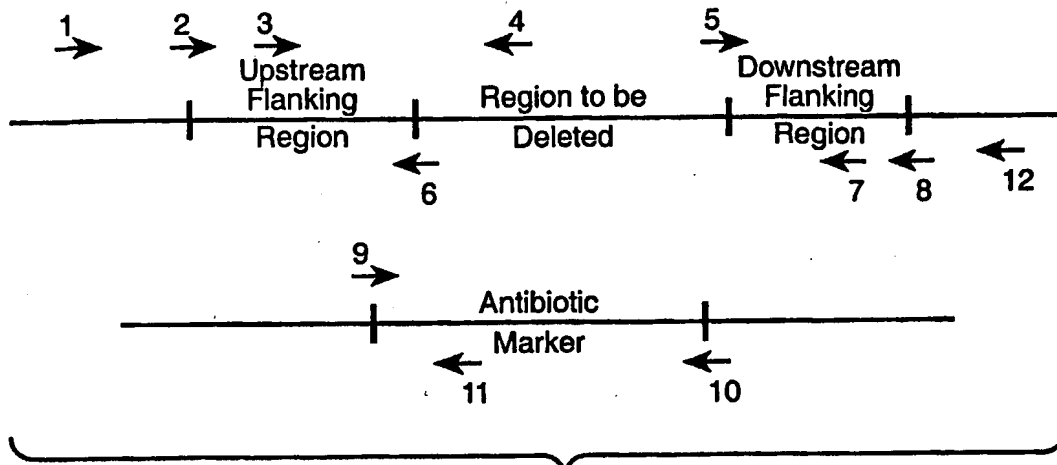 1 2 3 4 5
Upstream Flanking Region
Region to be Deleted
Downstream Flanking Region
6 7 8 12
9
Antibiotic Marker
11 10